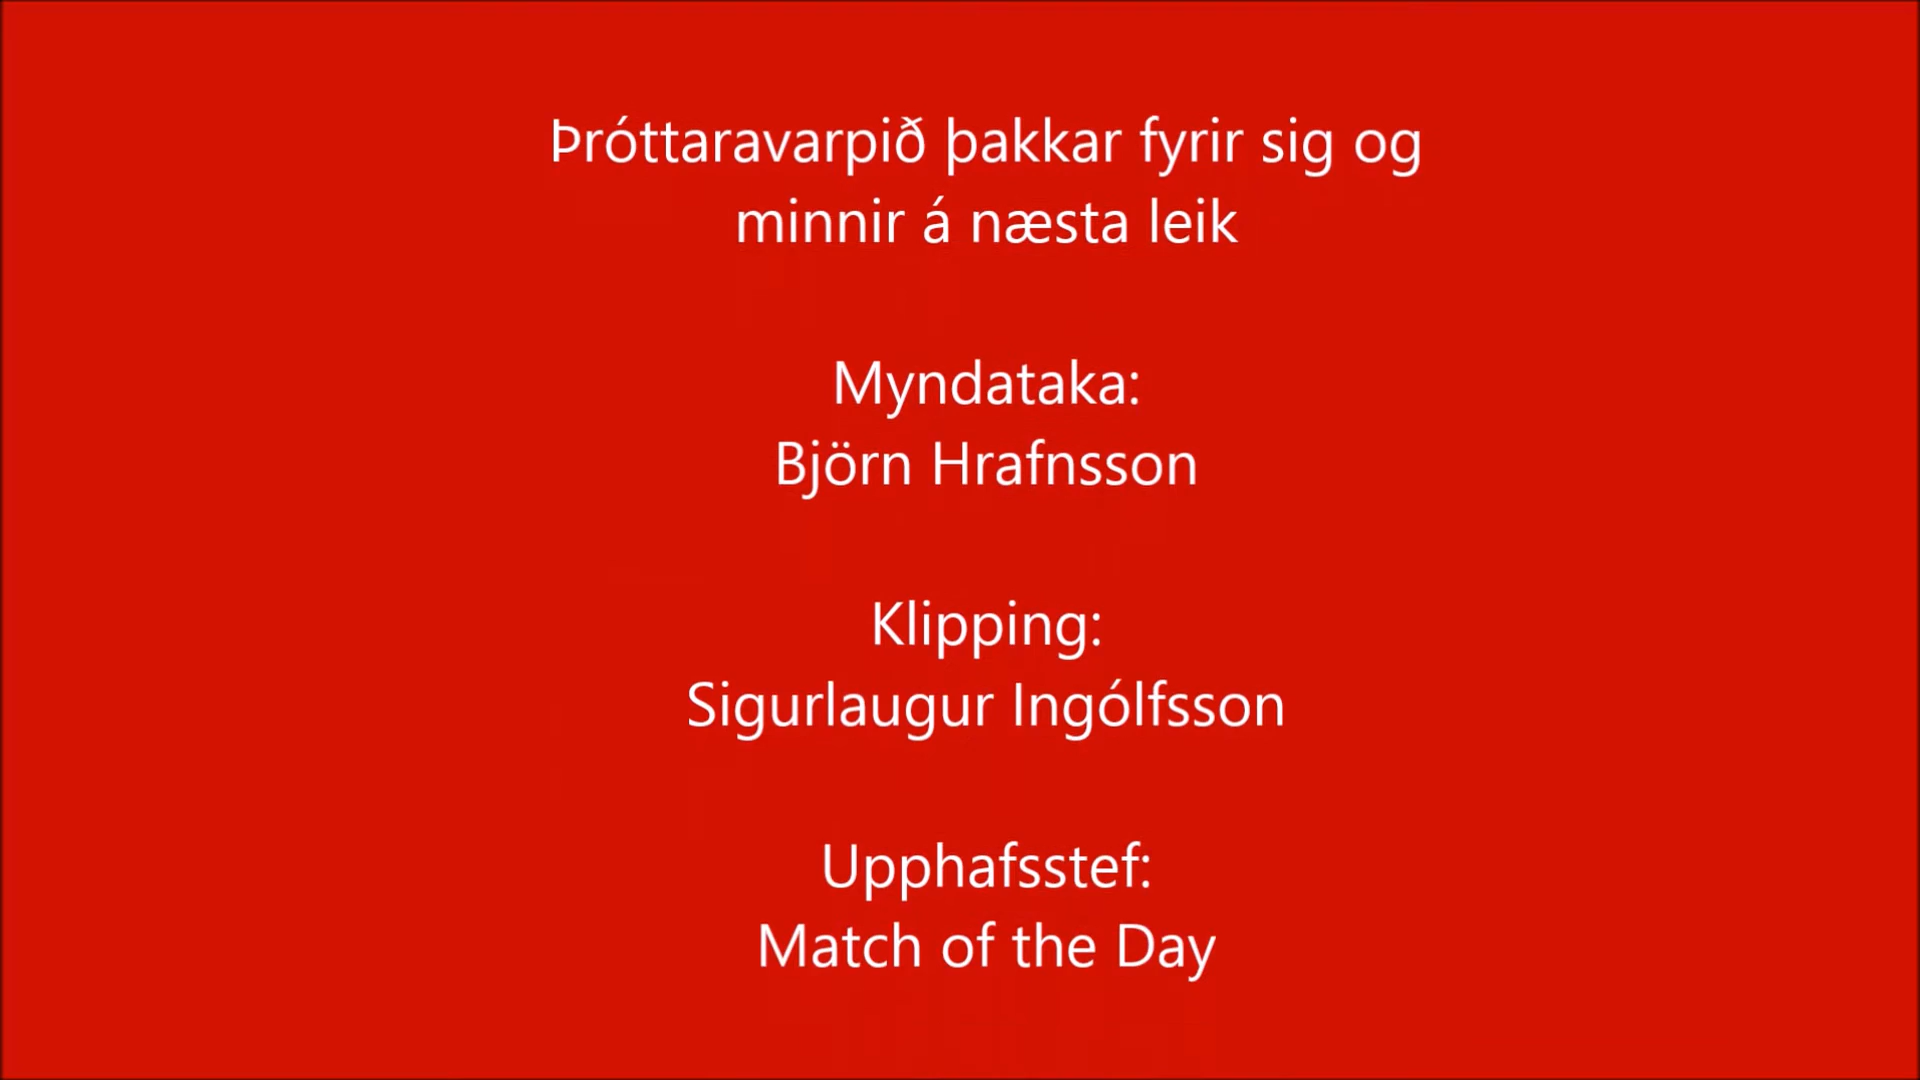 Þróttaravarpið þakkar fyrir sig og
minnir á næsta leik
Myndataka:
Björn Hrafnsson
Klipping:
Sigurlaugur Ingólfsson
Upphafsstef:
Match of the Day